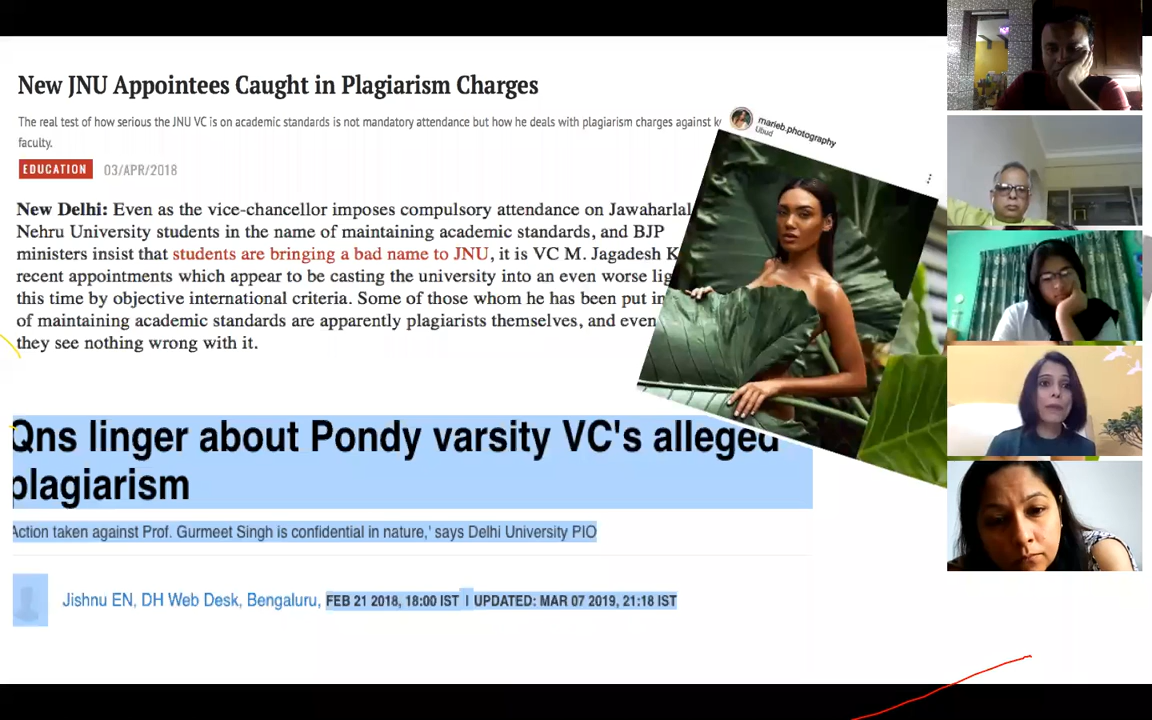 New JNU Appointees Caught in Plagiarism Charges
The real test of how serious the JNU VC is on academic standards is not mandatory attendance but how he deals with plagiarism charges against
faculty.
EDUCATION 03/APR/2018
New Delhi: Even as the vice-chancellor imposes compulsory attendance on Jawaharlal
Nehru University students in the name of maintaining academic standards, and BJP
ministers insist that students are bringing a bad name to JNU, it is VC M. Jagadesh K
recent appointments which appear to be casting the university into an even worse lig
this time by objective international criteria. Some of those whom he has been put in
of maintaining academic standards are apparently plagiarists themselves, and even
they see nothing wrong with it.
marieb.photography
Ubud
Qns linger about Pondy varsity VC's alleged
plagiarism
Action taken against Prof. Gurmeet Singh is confidential in nature,' says Delhi University PIO
Jishnu EN, DH Web Desk, Bengaluru, FEB 21 2018, 18:00 IST | UPDATED: MAR 07 2019, 21:18 IST